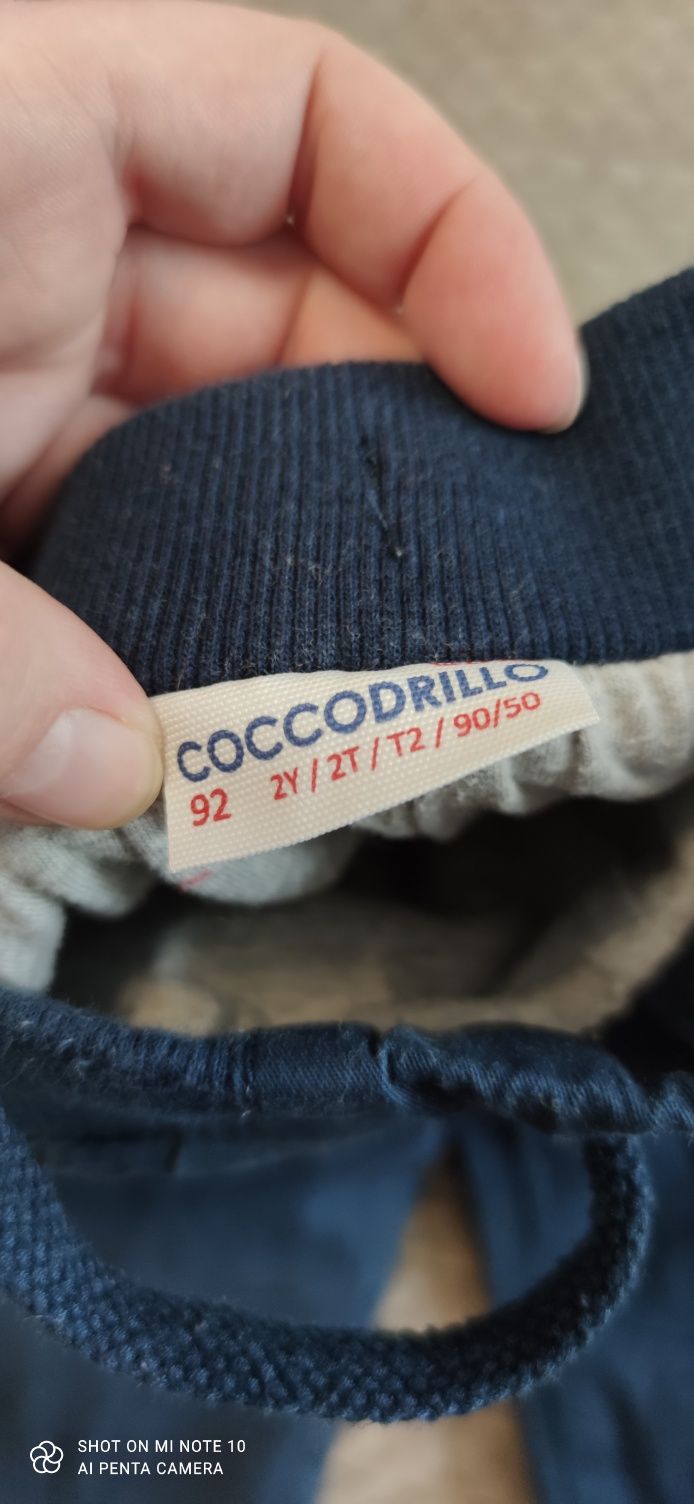 COCCODRILLO
92 2Y / 2T / T2 / 90/50
SHOT ON MI NOTE 10
AI PENTA CAMERA